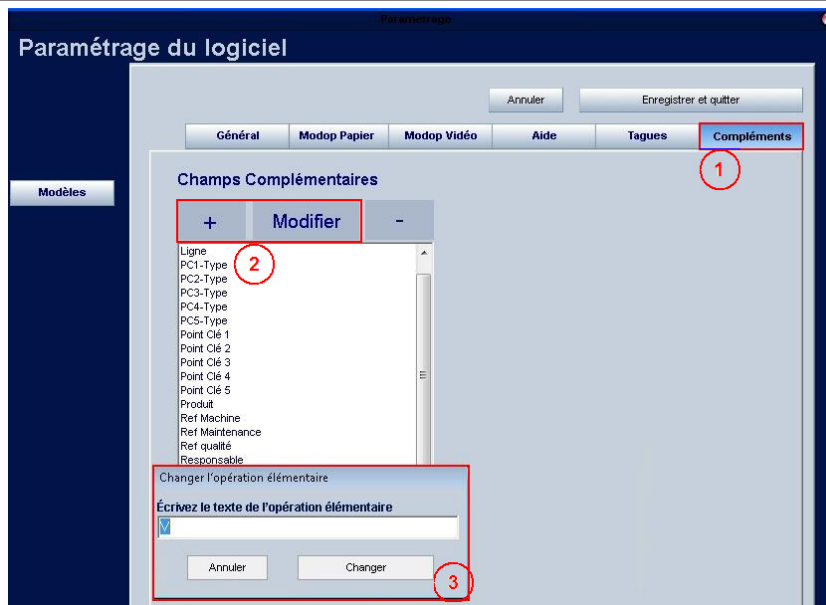 Paramétrage
Paramétrage du logiciel
Annuler
Enregistrer et quitter
Général
Modop Papier
Modop Vidéo
Aide
Tagues
Compléments
1
Modèles
Champs Complémentaires
+
Modifier
-
2
Ligne
PC1-Type
PC2-Type
PC3-Type
PC4-Type
PC5-Type
Point Clé 1
Point Clé 2
Point Clé 3
Point Clé 4
Point Clé 5
Produit
Ref Machine
Ref Maintenance
Ref qualité
Responsable
Changer l'opération élémentaire
Écrivez le texte de l'opération élémentaire
V
Annuler
Changer
3